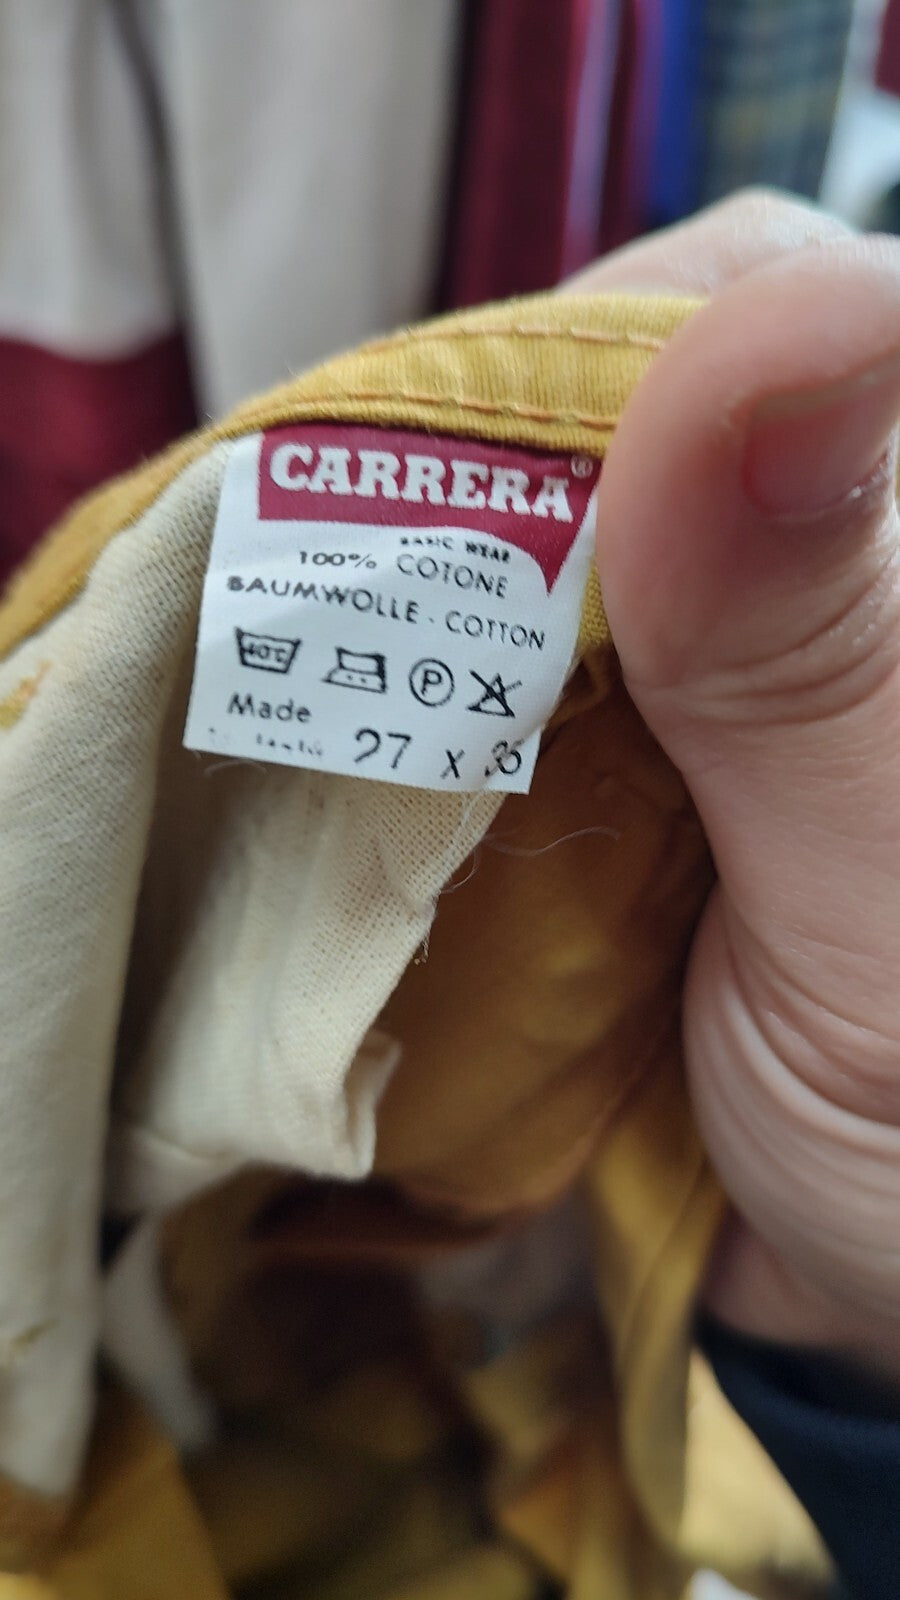 CARRERA®
BASIC WEAR
100% COTONE
BAUMWOLLE - COTTON
40°C
P
Made
27 x 36